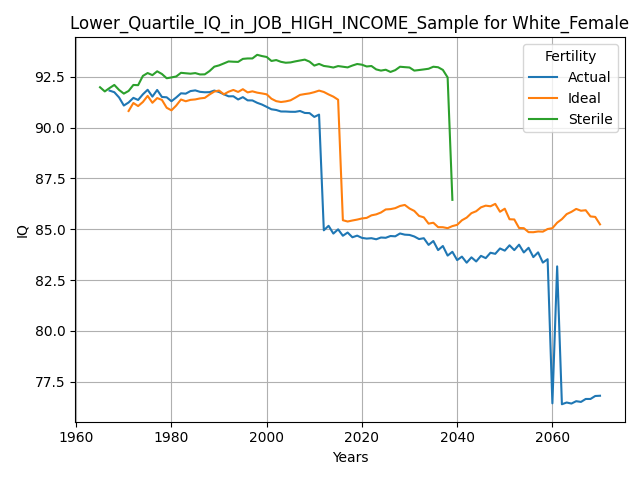 Lower_Quartile_IQ_in_JOB_HIGH_INCOME_Sample for White_Female
Fertility
Actual
Ideal
Sterile
92.5
90.0
87.5
85.0
82.5
80.0
77.5
IQ
1960
1980
2000
2020
2040
2060
Years